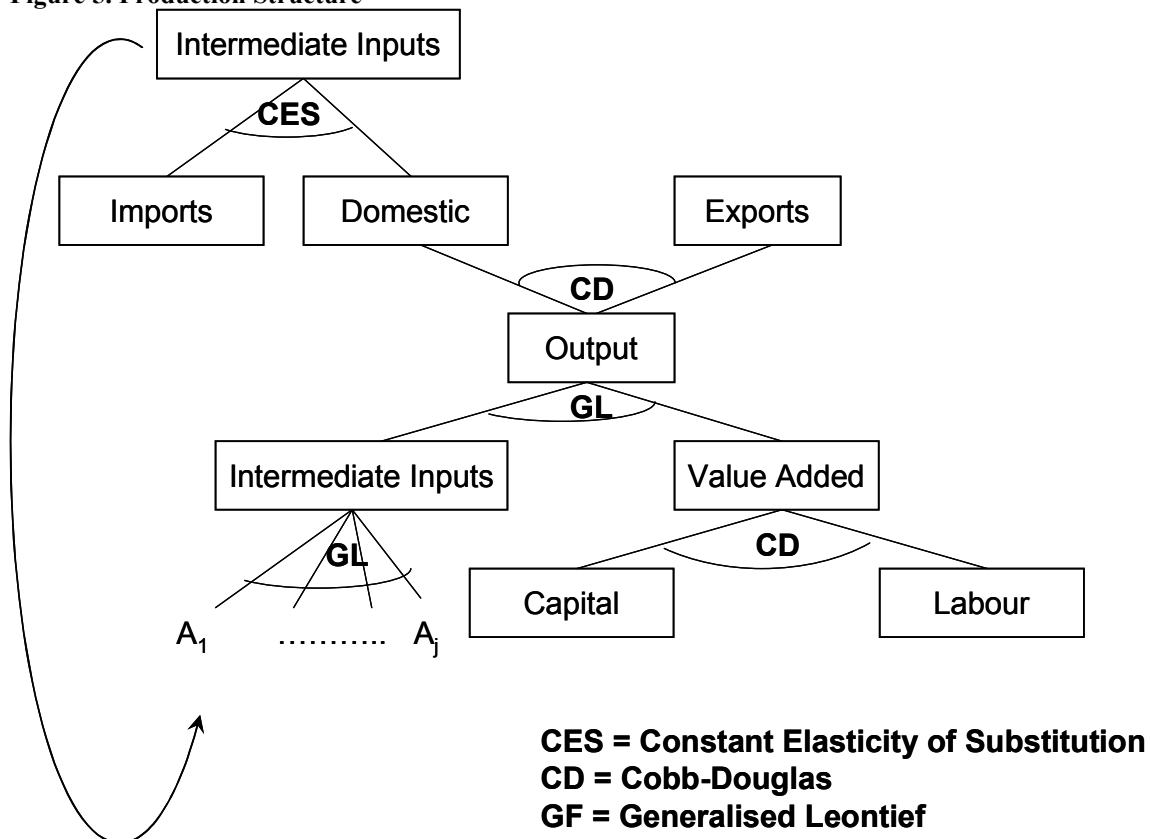 Figure 3. Production Structure
Intermediate Inputs
CES
Imports
Domestic
Exports
CD
Output
GL
Intermediate Inputs
Value Added
GL
CD
Capital
Labour
A1
...........
Aj
CES = Constant Elasticity of Substitution
CD = Cobb-Douglas
GF = Generalised Leontief